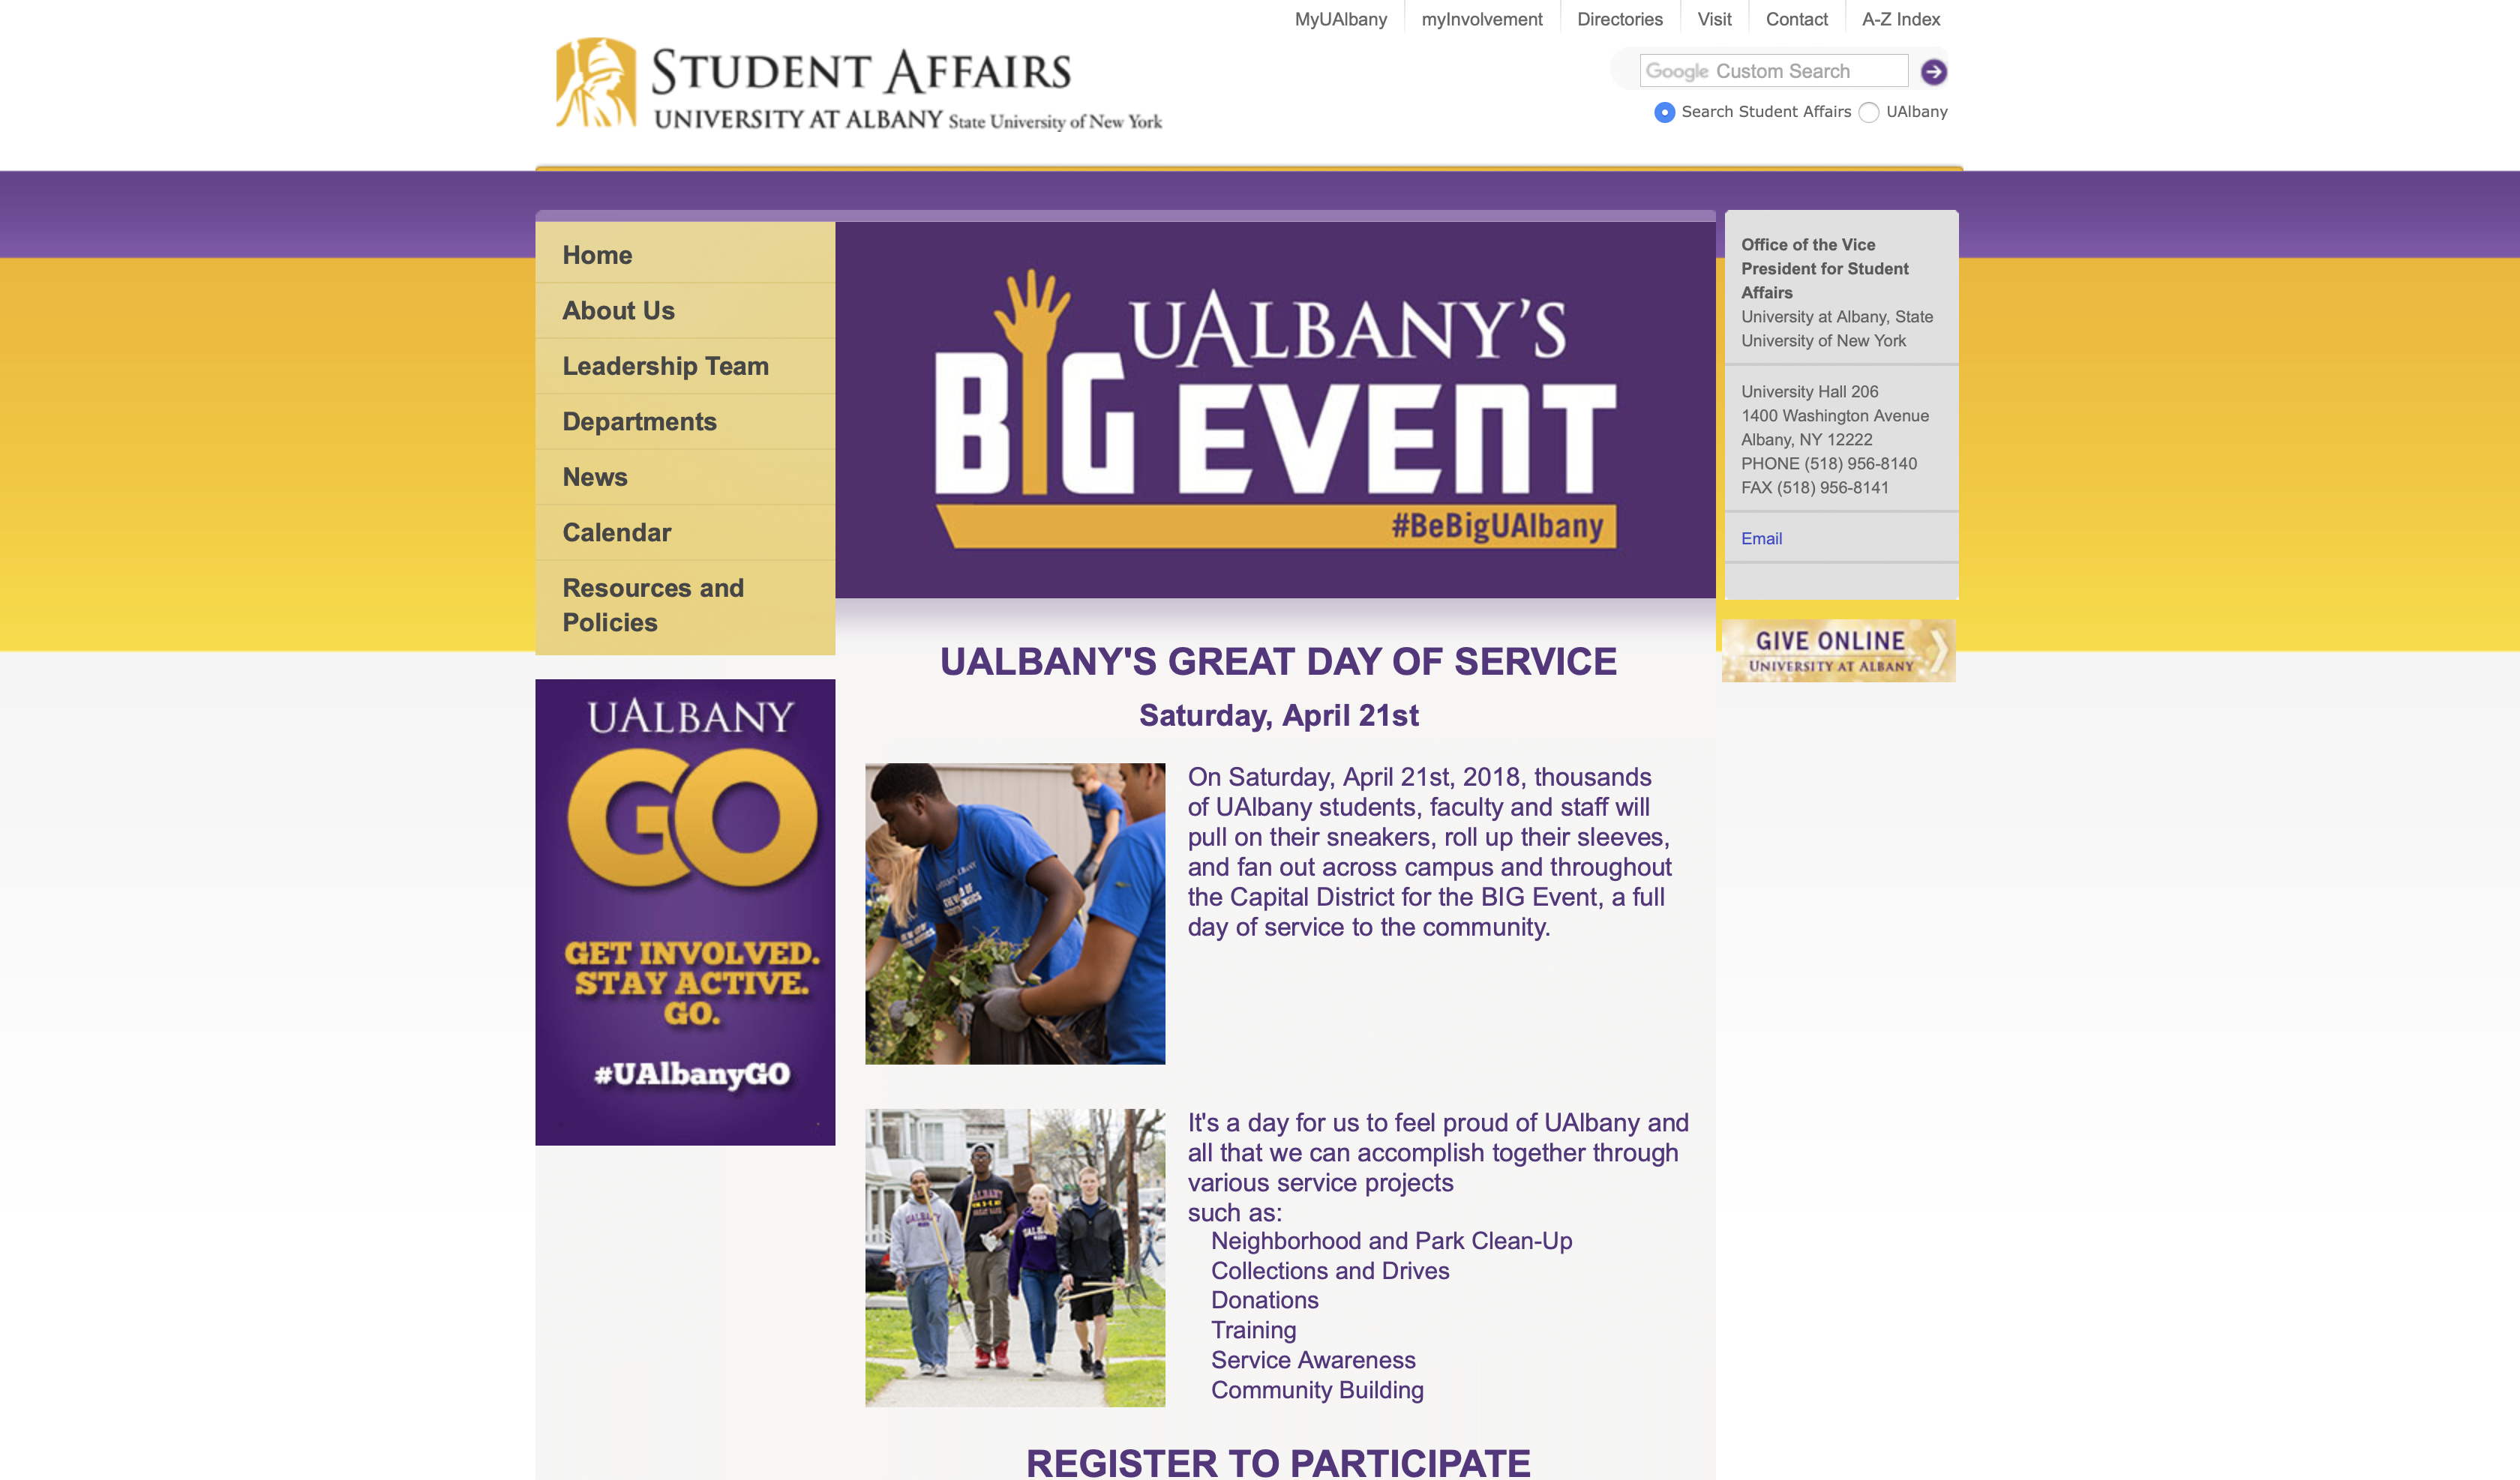 MyUAlbany
myInvolvement
Directories
Visit
Contact
A-Z Index
STUDENT AFFAIRS
UNIVERSITY AT ALBANY State University of New York
Google Custom Search
Search Student Affairs
UAlbany
Home
About Us
Leadership Team
Departments
News
Calendar
Resources and
Policies
UALBANY'S
BIG EVENT
#BeBigUAlbany
Office of the Vice
President for Student
Affairs
University at Albany, State
University of New York
University Hall 206
1400 Washington Avenue
Albany, NY 12222
PHONE (518) 956-8140
FAX (518) 956-8141
Email
GIVE ONLINE
UNIVERSITY AT ALBANY
UALBANY
GO
GET INVOLVED.
STAY ACTIVE.
GO.
#UAlbanyGO
UALBANY'S GREAT DAY OF SERVICE
Saturday, April 21st
On Saturday, April 21st, 2018, thousands
of UAlbany students, faculty and staff will
pull on their sneakers, roll up their sleeves,
and fan out across campus and throughout
the Capital District for the BIG Event, a full
day of service to the community.
It's a day for us to feel proud of UAlbany and
all that we can accomplish together through
various service projects
such as:
Neighborhood and Park Clean-Up
Collections and Drives
Donations
Training
Service Awareness
Community Building
REGISTER TO PARTICIPATE